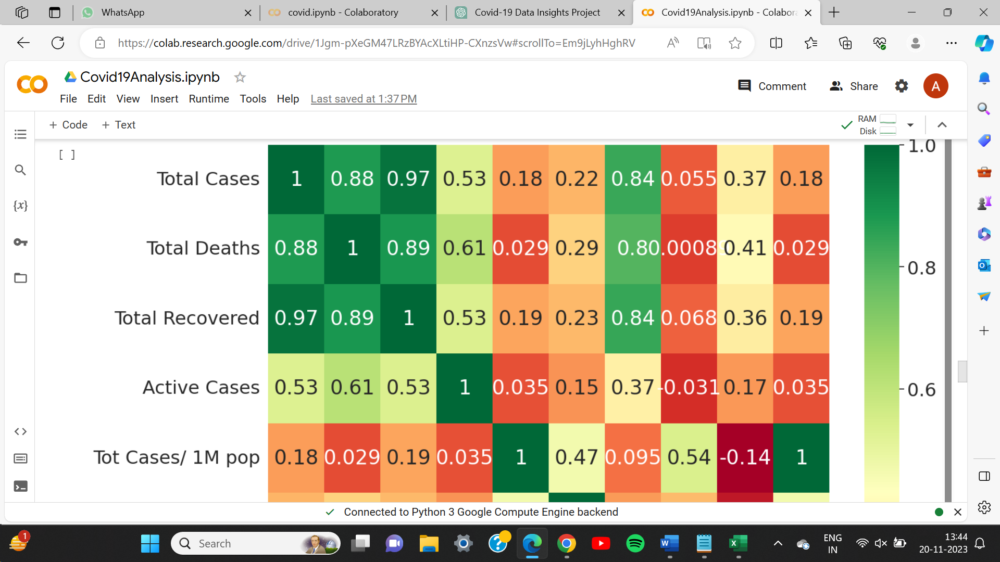 WhatsApp
covid.ipynb - Colaboratory
Covid-19 Data Insights Project
Covid19Analysis.ipynb - Colabora
https://colab.research.google.com/drive/1Jgm-pXeGM47LRzBYAcXLtiHP-CXnzsVw#scrollTo=Em9jLyhHghRV
Covid19Analysis.ipynb
File Edit View Insert Runtime Tools Help Last saved at 1:37 PM
Comment Share A
+ Code + Text
RAM
Disk
[ ]
{x}
Total Cases 1 0.88 0.97 0.53 0.18 0.22 0.84 0.055 0.37 0.18
Total Deaths 0.88 1 0.89 0.61 0.029 0.29 0.80.0008 0.41 0.029
Total Recovered 0.97 0.89 1 0.53 0.19 0.23 0.84 0.068 0.36 0.19
Active Cases 0.53 0.61 0.53 1 0.035 0.15 0.37 -0.031 0.17 0.035
Tot Cases/ 1M pop 0.18 0.029 0.19 0.035 1 0.47 0.095 0.54 -0.14 1
1.0
0.8
0.6
Connected to Python 3 Google Compute Engine backend
1
Search
ENG
IN
13:44
20-11-2023